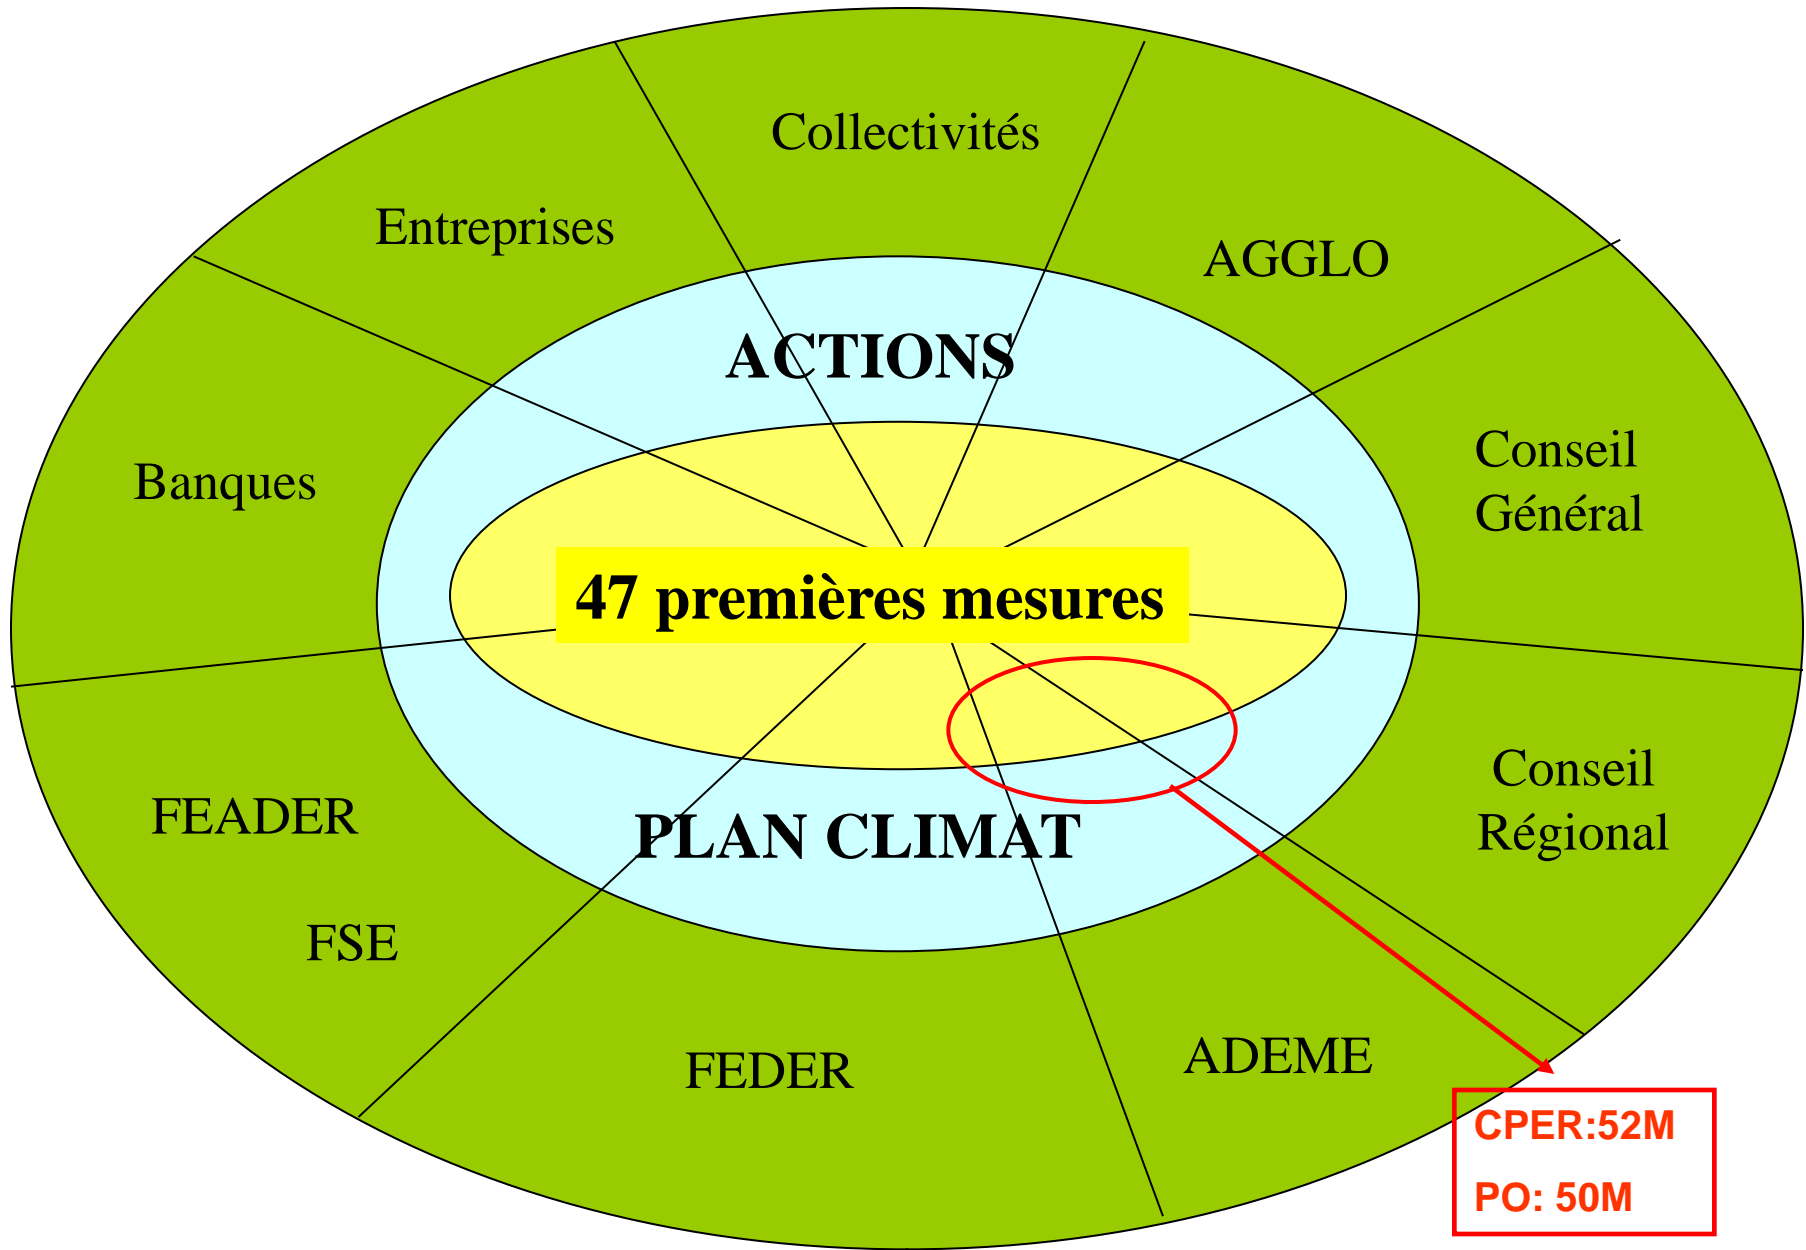 Collectivités
Entreprises
AGGLO
ACTIONS
Conseil
Général
Banques
47 premières mesures
Conseil
Régional
FEADER
PLAN CLIMAT
FSE
FEDER
ADEME
CPER:52M
PO: 50M